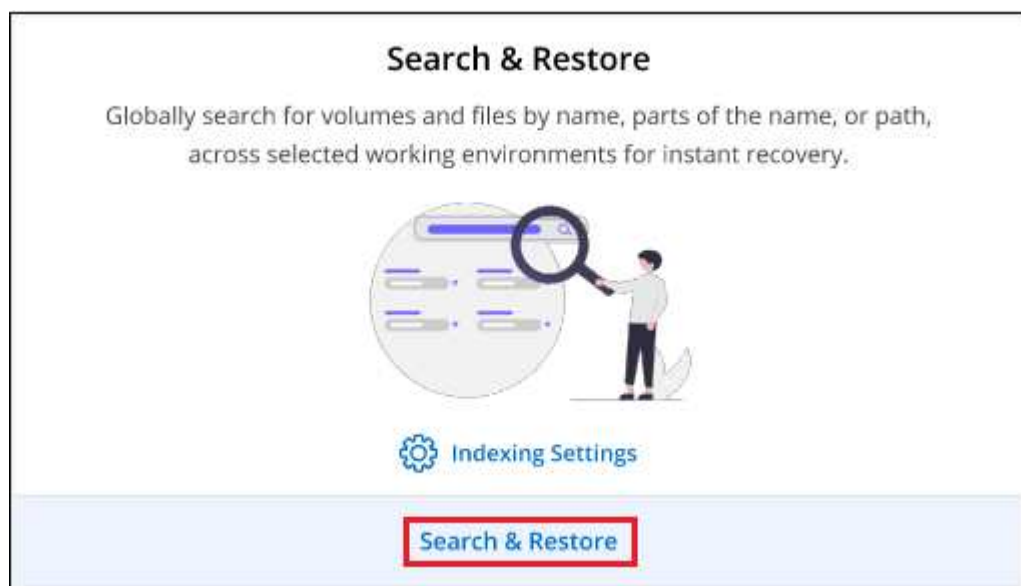 Search & Restore
Globally search for volumes and files by name, parts of the name, or path,
across selected working environments for instant recovery.
Indexing Settings
Search & Restore